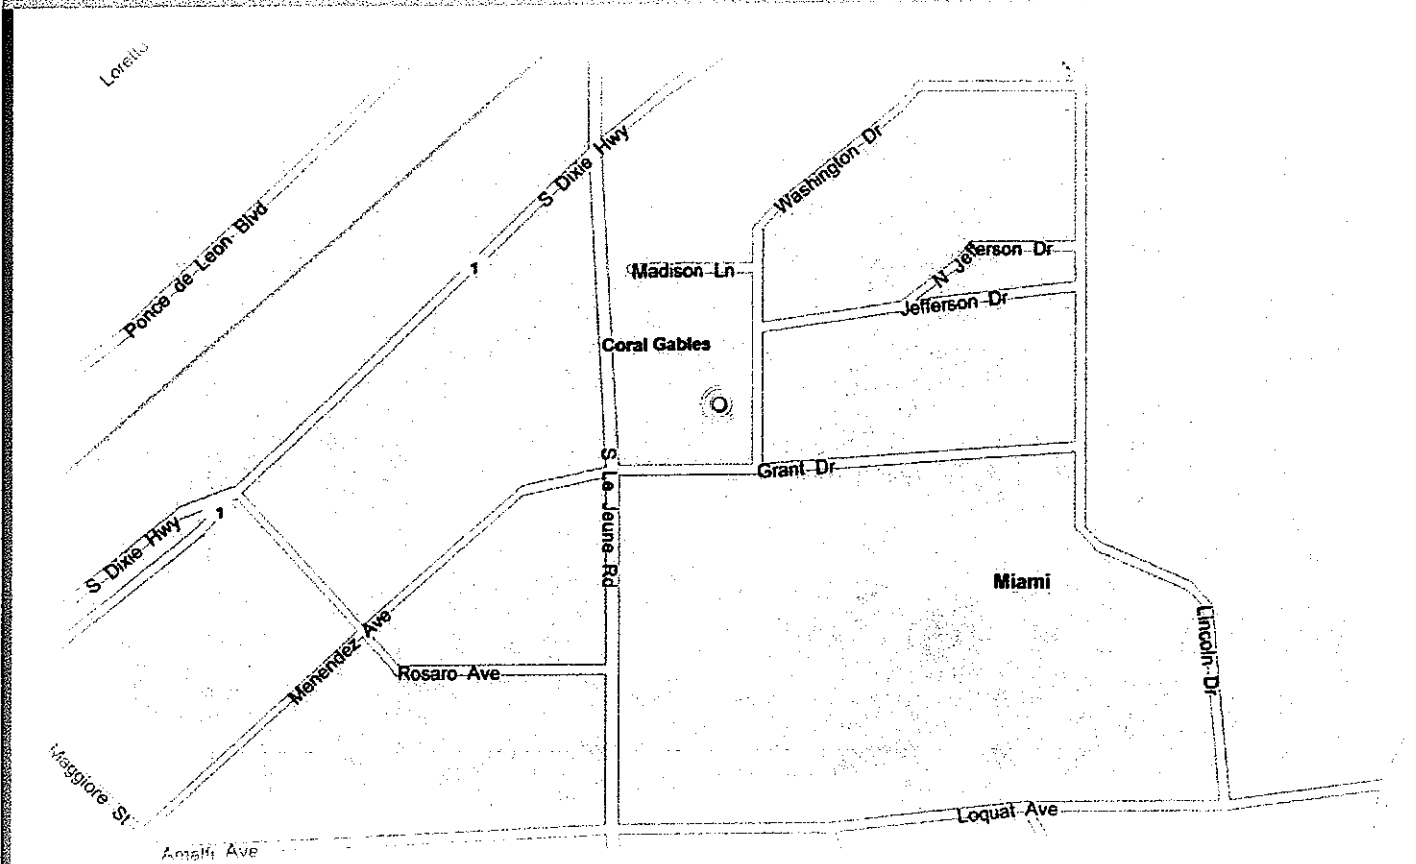 Loretto
S Dixie Hwy
Washington Dr
Ponce de Leon Blvd
N Jefferson Dr
Madison Ln
1
Jefferson Dr
Coral Gables
S Le Jeune Rd
Grant Dr
1
S Dixie Hwy
Miami
Menendez Ave
Lincoln Dr
Rosaro Ave
Maggiore St
Loquat Ave
Amalfi Ave